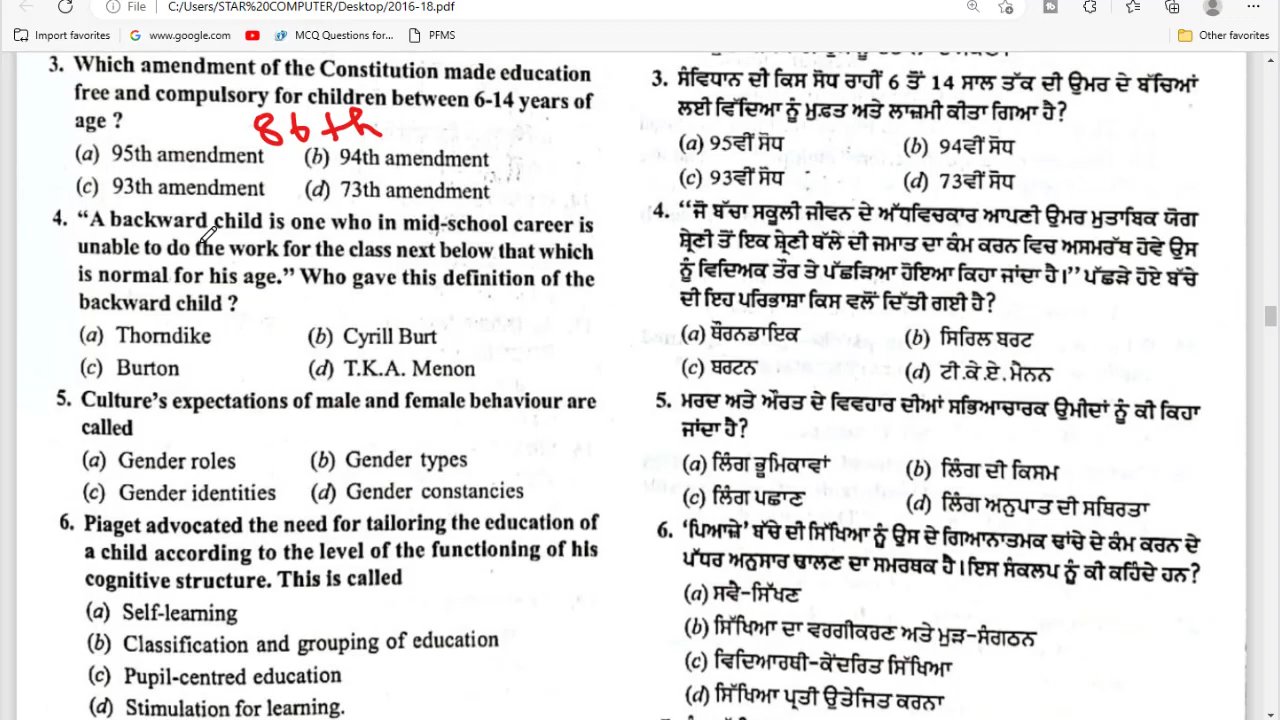 File
C:/Users/STAR%20COMPUTER/Desktop/2016-18.pdf
Import favorites
www.google.com
MCQ Questions for...
PFMS
Other favorites
3. Which amendment of the Constitution made education
free and compulsory for children between 6-14 years of
age ?
86th
(a) 95th amendment (b) 94th amendment
(c) 93th amendment (d) 73th amendment
4. “A backward child is one who in mid-school career is
unable to do the work for the class next below that which
is normal for his age.” Who gave this definition of the
backward child ?
(a) Thorndike (b) Cyrill Burt
(c) Burton (d) T.K.A. Menon
5. Culture’s expectations of male and female behaviour are
called
(a) Gender roles (b) Gender types
(c) Gender identities (d) Gender constancies
6. Piaget advocated the need for tailoring the education of
a child according to the level of the functioning of his
cognitive structure. This is called
(a) Self-learning
(b) Classification and grouping of education
(c) Pupil-centred education
(d) Stimulation for learning.
3. ਸੰਵਿਧਾਨ ਦੀ ਕਿਸ ਸੋਧ ਰਾਹੀਂ 6 ਤੋਂ 14 ਸਾਲ ਤੱਕ ਦੀ ਉਮਰ ਦੇ ਬੱਚਿਆਂ
ਲਈ ਵਿੱਦਿਆ ਨੂੰ ਮੁਫ਼ਤ ਅਤੇ ਲਾਜ਼ਮੀ ਕੀਤਾ ਗਿਆ ਹੈ?
(a) 95ਵੀਂ ਸੋਧ (b) 94ਵੀਂ ਸੋਧ
(c) 93ਵੀਂ ਸੋਧ (d) 73ਵੀਂ ਸੋਧ
4. “ਜੋ ਬੱਚਾ ਸਕੂਲੀ ਜੀਵਨ ਦੇ ਅੱਧਵਿਚਕਾਰ ਆਪਣੀ ਉਮਰ ਮੁਤਾਬਿਕ ਯੋਗ
ਸ਼੍ਰੇਣੀ ਤੋਂ ਇਕ ਸ਼੍ਰੇਣੀ ਥੱਲੇ ਦੀ ਜਮਾਤ ਦਾ ਕੰਮ ਕਰਨ ਵਿਚ ਅਸਮਰੱਥ ਹੋਵੇ ਉਸ
ਨੂੰ ਵਿਦਿਅਕ ਤੌਰ ਤੇ ਪੱਛੜਿਆ ਹੋਇਆ ਕਿਹਾ ਜਾਂਦਾ ਹੈ।” ਪੱਛੜੇ ਹੋਏ ਬੱਚੇ
ਦੀ ਇਹ ਪਰਿਭਾਸ਼ਾ ਕਿਸ ਵਲੋਂ ਦਿੱਤੀ ਗਈ ਹੈ?
(a) ਥੌਰਨਡਾਇਕ (b) ਸਿਰਿਲ ਬਰਟ
(c) ਬਰਟਨ (d) ਟੀ.ਕੇ.ਏ.ਮੈਨਨ
5. ਮਰਦ ਅਤੇ ਔਰਤ ਦੇ ਵਿਵਹਾਰ ਦੀਆਂ ਸਭਿਆਚਾਰਕ ਉਮੀਦਾਂ ਨੂੰ ਕੀ ਕਿਹਾ
ਜਾਂਦਾ ਹੈ?
(a) ਲਿੰਗ ਭੂਮਿਕਾਵਾਂ (b) ਲਿੰਗ ਦੀ ਕਿਸਮ
(c) ਲਿੰਗ ਪਛਾਣ (d) ਲਿੰਗ ਅਨੁਪਾਤ ਦੀ ਸਥਿਰਤਾ
6. ‘ਪਿਆਜ਼ੇ’ ਬੱਚੇ ਦੀ ਸਿੱਖਿਆ ਨੂੰ ਉਸ ਦੇ ਗਿਆਨਾਤਮਕ ਢਾਂਚੇ ਦੇ ਕੰਮ ਕਰਨ ਦੇ
ਪੱਧਰ ਅਨੁਸਾਰ ਢਾਲਣ ਦਾ ਸਮਰਥਕ ਹੈ। ਇਸ ਸੰਕਲਪ ਨੂੰ ਕੀ ਕਹਿੰਦੇ ਹਨ?
(a) ਸਵੈ-ਸਿੱਖਣ
(b) ਸਿੱਖਿਆ ਦਾ ਵਰਗੀਕਰਣ ਅਤੇ ਮੁੜ-ਸੰਗਠਨ
(c) ਵਿਦਿਆਰਥੀ-ਕੇਂਦਰਿਤ ਸਿੱਖਿਆ
(d) ਸਿੱਖਿਆ ਪ੍ਰਤੀ ਉਤੇਜਿਤ ਕਰਨਾ